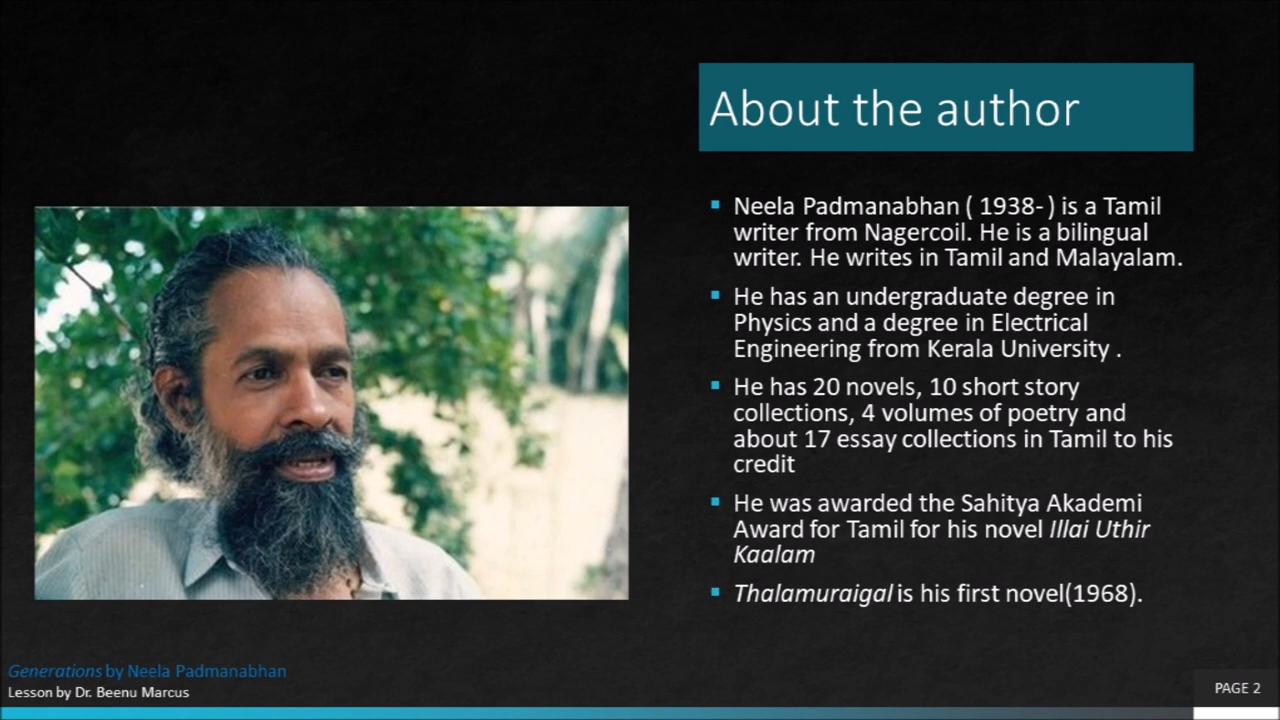 About the author
Neela Padmanabhan ( 1938- ) is a Tamil
writer from Nagercoil. He is a bilingual
writer. He writes in Tamil and Malayalam.
He has an undergraduate degree in
Physics and a degree in Electrical
Engineering from Kerala University .
He has 20 novels, 10 short story
collections, 4 volumes of poetry and
about 17 essay collections in Tamil to his
credit
He was awarded the Sahitya Akademi
Award for Tamil for his novel Illai Uthir
Kaalam
Thalamuraigal is his first novel(1968).
Generations by Neela Padmanabhan
Lesson by Dr. Beenu Marcus
PAGE 2